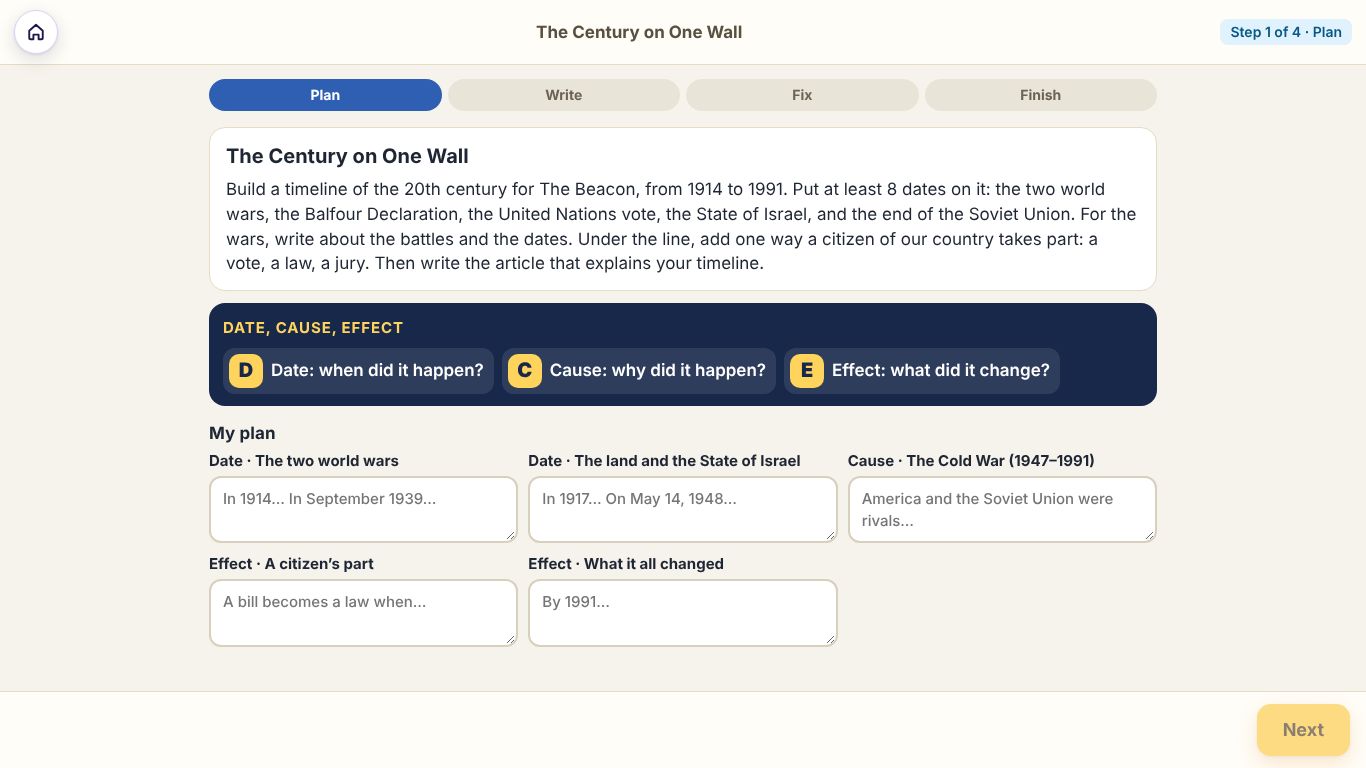 The Century on One Wall
Step 1 of 4 · Plan
Plan
Write
Fix
Finish
The Century on One Wall
Build a timeline of the 20th century for The Beacon, from 1914 to 1991. Put at least 8 dates on it: the two world
wars, the Balfour Declaration, the United Nations vote, the State of Israel, and the end of the Soviet Union. For the
wars, write about the battles and the dates. Under the line, add one way a citizen of our country takes part: a
vote, a law, a jury. Then write the article that explains your timeline.
DATE, CAUSE, EFFECT
D Date: when did it happen?
C Cause: why did it happen?
E Effect: what did it change?
My plan
Date · The two world wars
Date · The land and the State of Israel
Cause · The Cold War (1947–1991)
In 1914... In September 1939...
In 1917... On May 14, 1948...
America and the Soviet Union were
rivals...
Effect · A citizen’s part
Effect · What it all changed
A bill becomes a law when...
By 1991...
Next